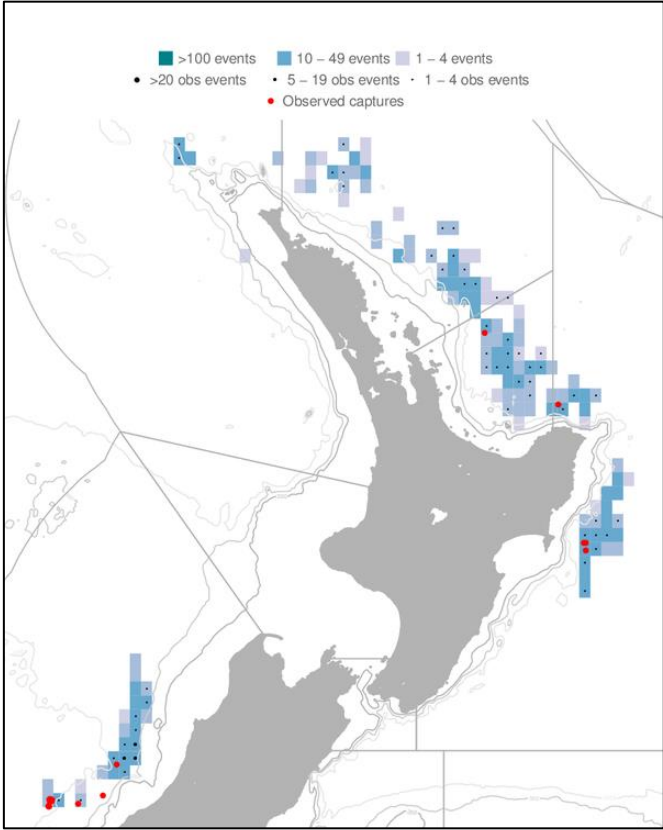 >100 events 10 – 49 events 1 – 4 events
>20 obs events 5 – 19 obs events 1 – 4 obs events
Observed captures